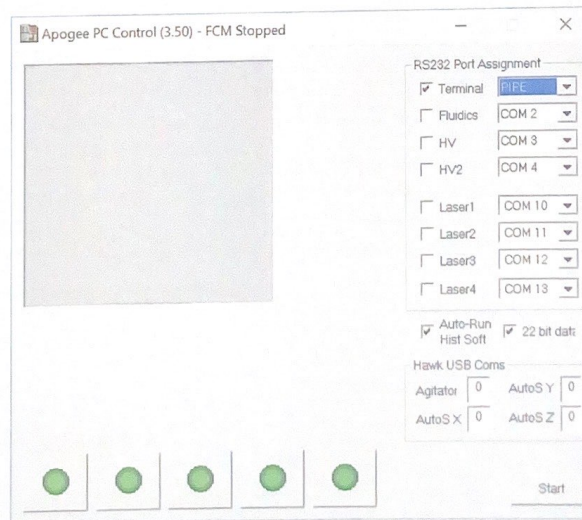 Apogee PC Control (3.50) - FCM Stopped
RS232 Port Assignment
Terminal PIPE
Fluidics COM 2
HV COM 3
HV2 COM 4
Laser1 COM 10
Laser2 COM 11
Laser3 COM 12
Laser4 COM 13
Auto-Run
Hist Soft
22 bit data
Hawk USB Coms
Agitator 0 AutoS Y 0
AutoS X 0 AutoS Z 0
Start